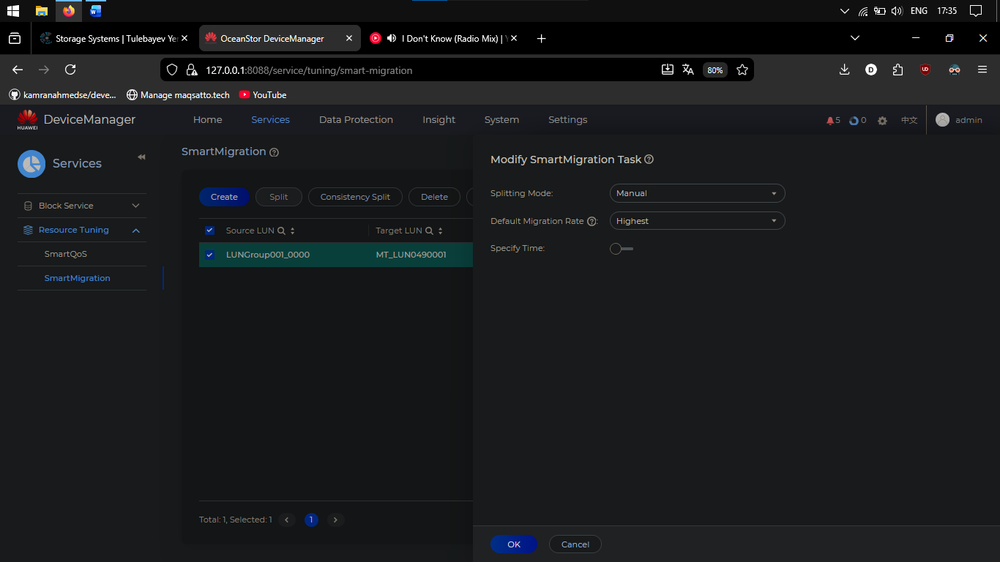 ENG 17:35
Storage Systems | Tulebayev Ye
OceanStor DeviceManager
I Don't Know (Radio Mix) | Y
127.0.0.1:8088/service/tuning/smart-migration
80%
kamranahmedse/deve...
Manage maqsatto.tech
YouTube
HUAWEI
DeviceManager
Home
Services
Data Protection
Insight
System
Settings
5
0
中文
admin
Services
Block Service
Resource Tuning
SmartQoS
SmartMigration
SmartMigration
Create
Split
Consistency Split
Delete
Source LUN
Target LUN
LUNGroup001_0000
MT_LUN0490001
Total: 1, Selected: 1
1
Modify SmartMigration Task
Splitting Mode:
Manual
Default Migration Rate
:
Highest
Specify Time:
OK
Cancel